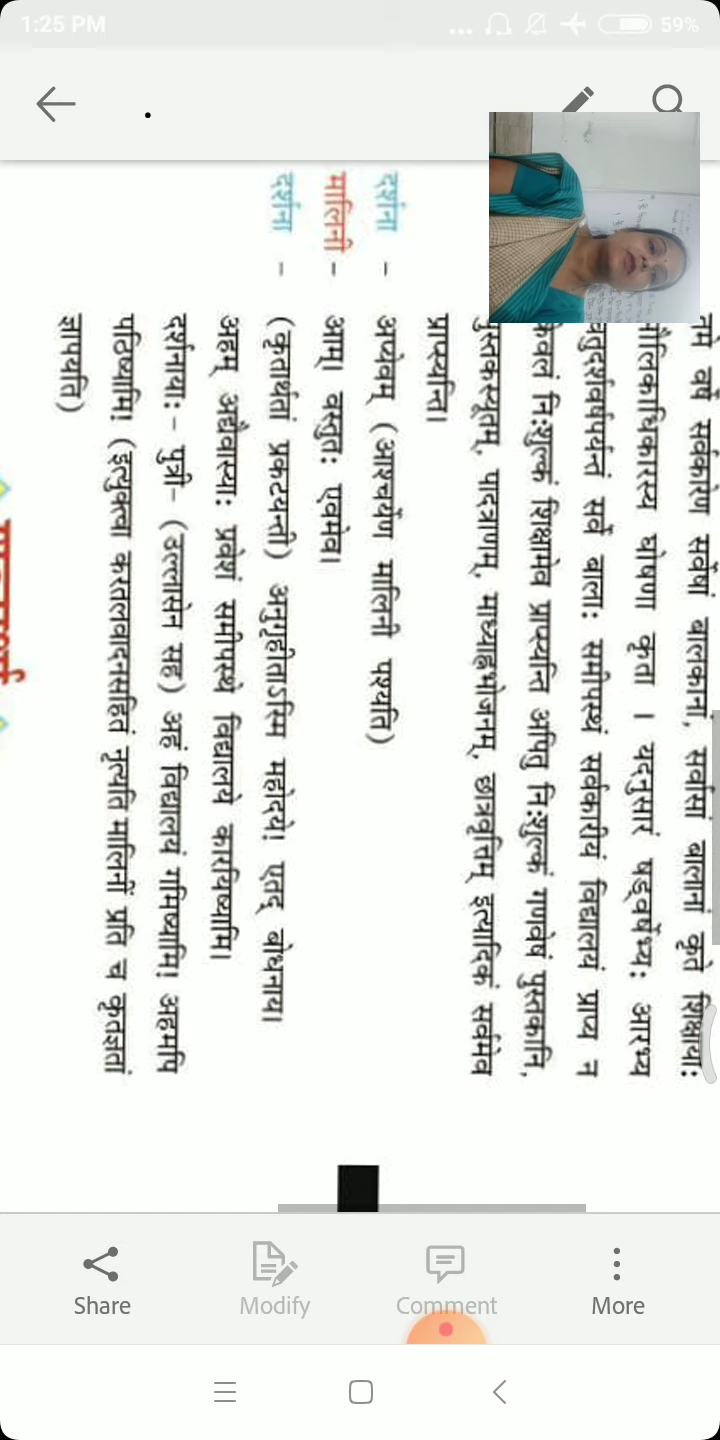 1:25 PM
59%
नमे वर्षे सर्वकारेण सर्वेषां बालकानां, सर्वासां बालानां कृते शिक्षायाः
मौलिकाधिकारस्य घोषणा कृता । यदनुसारं षड्वर्षेभ्यः आरभ्य
चतुर्दशवर्षपर्यन्तं सर्वे बालाः समीपस्थं सर्वकारीयं विद्यालयं प्राप्य न
केवलं निःशुल्कं शिक्षामेव प्राप्स्यन्ति अपितु निःशुल्कं गणवेषं पुस्तकानि,
पुस्तकस्यूतम्, पादत्राणम्, माध्याह्नभोजनम्, छात्रवृत्तिम् इत्यादिकं सर्वमेव
प्राप्स्यन्ति।
दर्शना – अप्येवम् (आश्चर्येण मालिनीं पश्यति)
मालिनी – आम्। वस्तुतः एवमेव।
दर्शना – (कृतार्थतां प्रकटयन्ती) अनुगृहीताऽस्मि महोदये! एतद् बोधनाय।
अहम् अद्यैवास्याः प्रवेशं समीपस्थे विद्यालये कारयिष्यामि।
दर्शनायाः – पुत्री– (उल्लासेन सह) अहं विद्यालयं गमिष्यामि! अहमपि
पठिष्यामि! (इत्युक्त्वा करतलवादनसहितं नृत्यति मालिनीं प्रति च कृतज्ञतां
ज्ञापयति)
Share
Modify
Comment
More